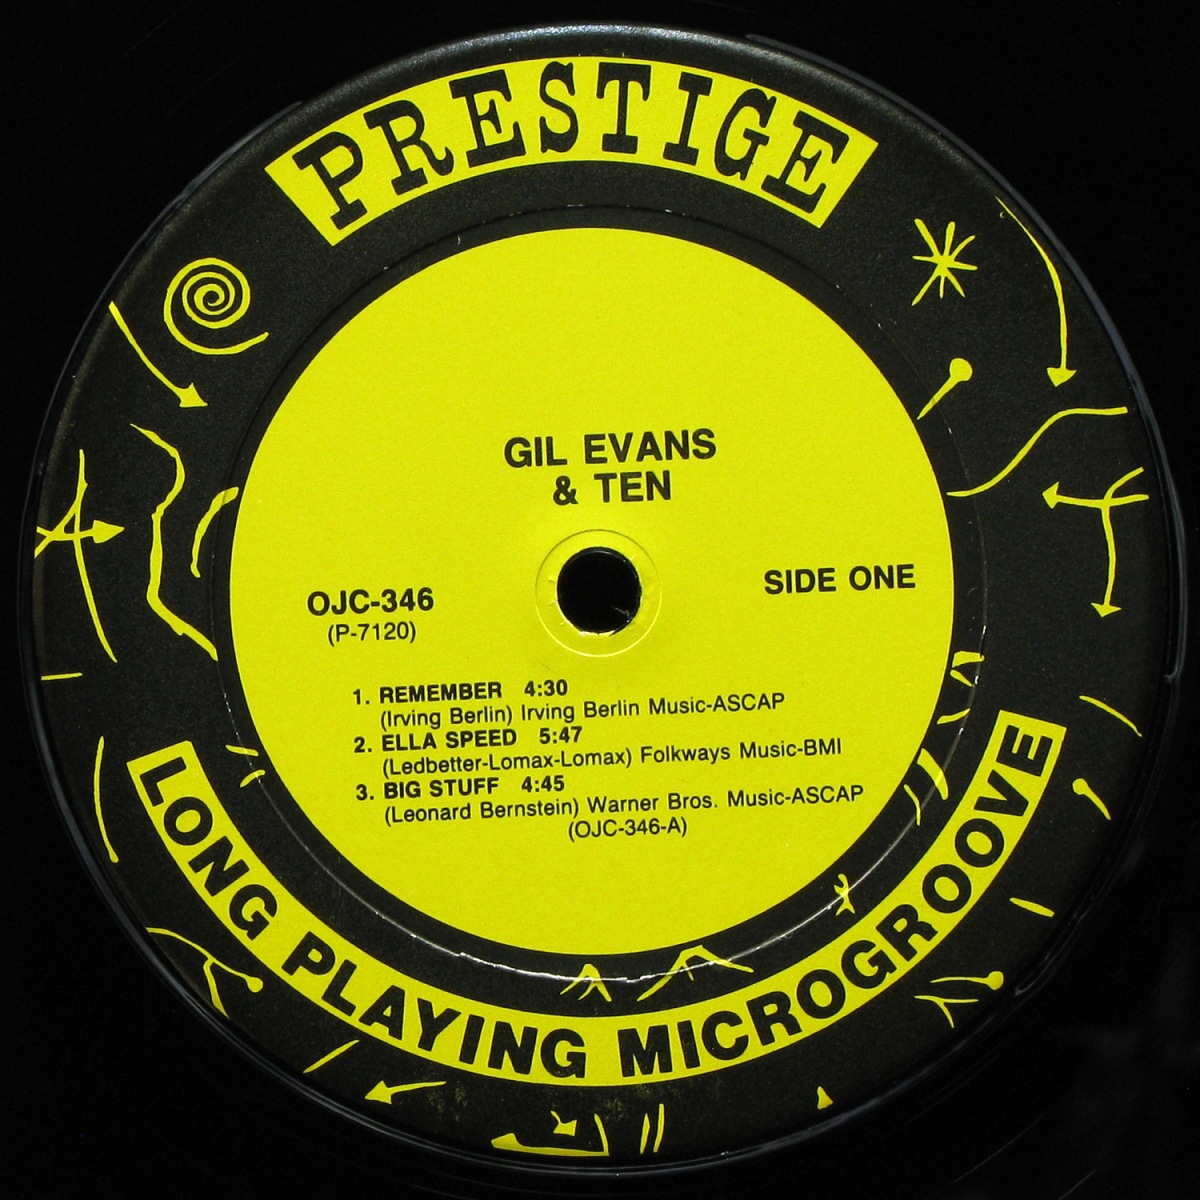 PRESTIGE
GIL EVANS
& TEN
OJC-346
(P-7120)
SIDE ONE
1. REMEMBER 4:30
(Irving Berlin) Irving Berlin Music-ASCAP
2. ELLA SPEED 5:47
(Ledbetter-Lomax-Lomax) Folkways Music-BMI
3. BIG STUFF 4:45
(Leonard Bernstein) Warner Bros. Music-ASCAP
(OJC-346-A)
LONG PLAYING MICROGROOVE